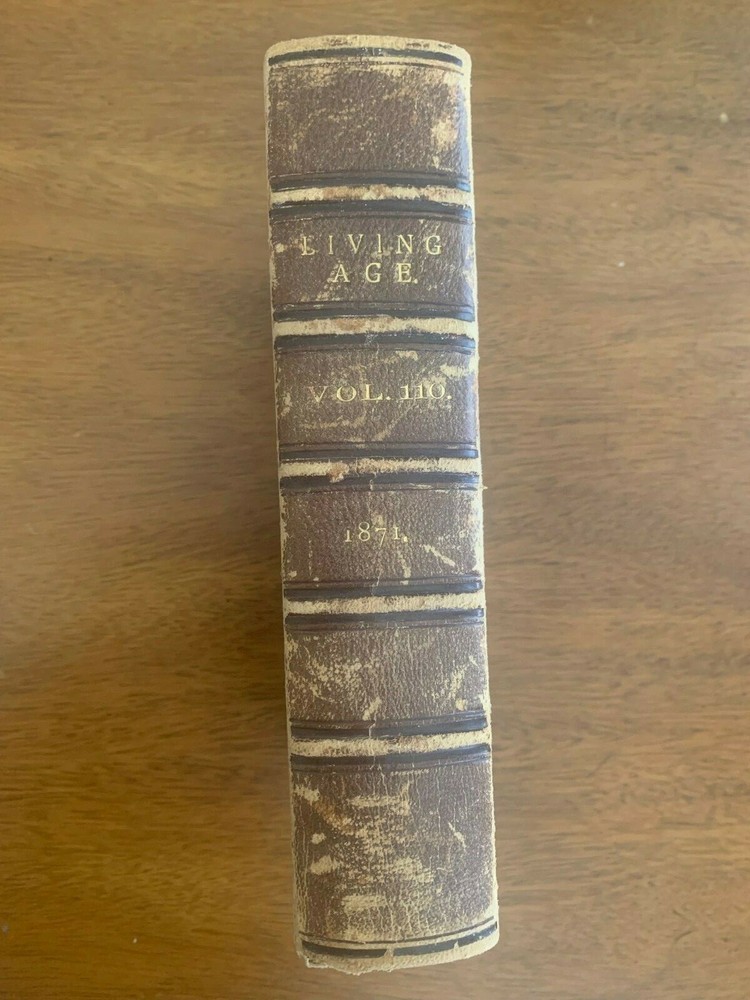 LIVING
AGE.
VOL. 110.
1871.